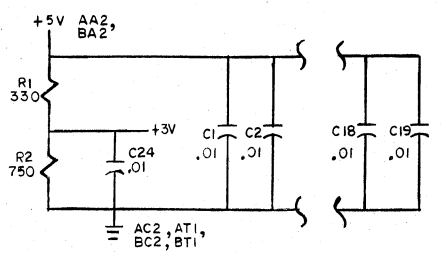 +5V AA2,
BA2,
R1
330
+3V
R2
750
C24
.01
C1
.01
C2
.01
C18
.01
C19
.01
AC2, AT1,
BC2, BT1,